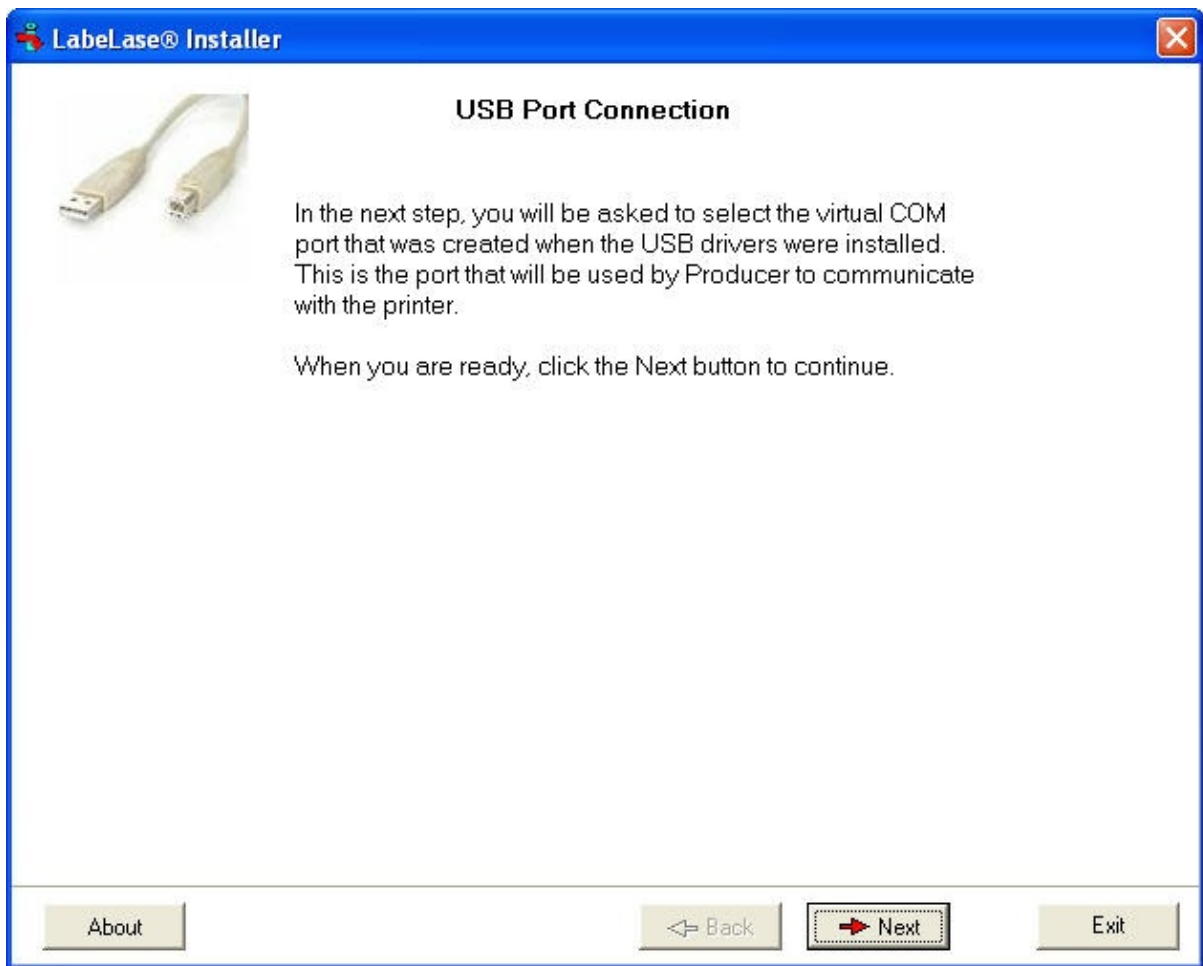 LabeLase® Installer
USB Port Connection
In the next step, you will be asked to select the virtual COM
port that was created when the USB drivers were installed.
This is the port that will be used by Producer to communicate
with the printer.
When you are ready, click the Next button to continue.
About
Back
Next
Exit